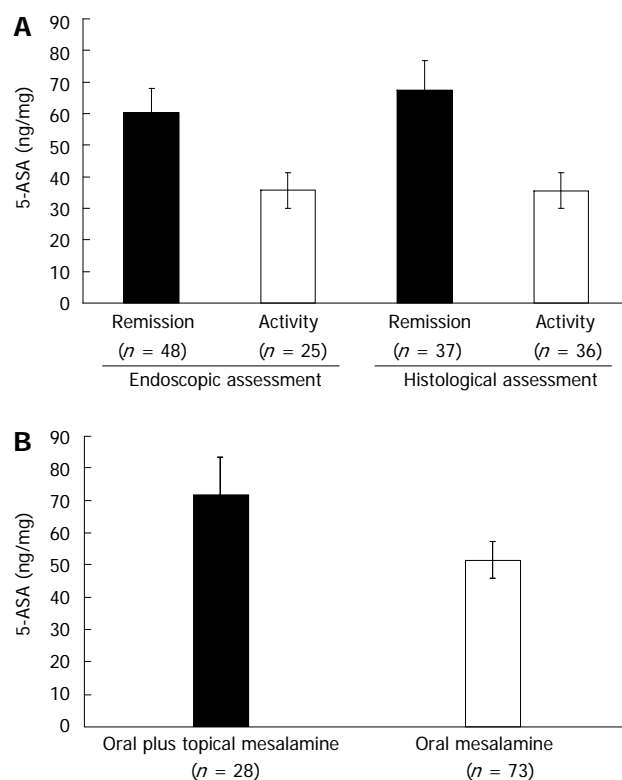 A
90
80
70
60
50
40
30
20
10
0
5-ASA (ng/mg)
Remission Activity Remission Activity
(n = 48) (n = 25) (n = 37) (n = 36)
Endoscopic assessment Histological assessment
B
90
80
70
60
50
40
30
20
10
0
5-ASA (ng/mg)
Oral plus topical mesalamine Oral mesalamine
(n = 28) (n = 73)